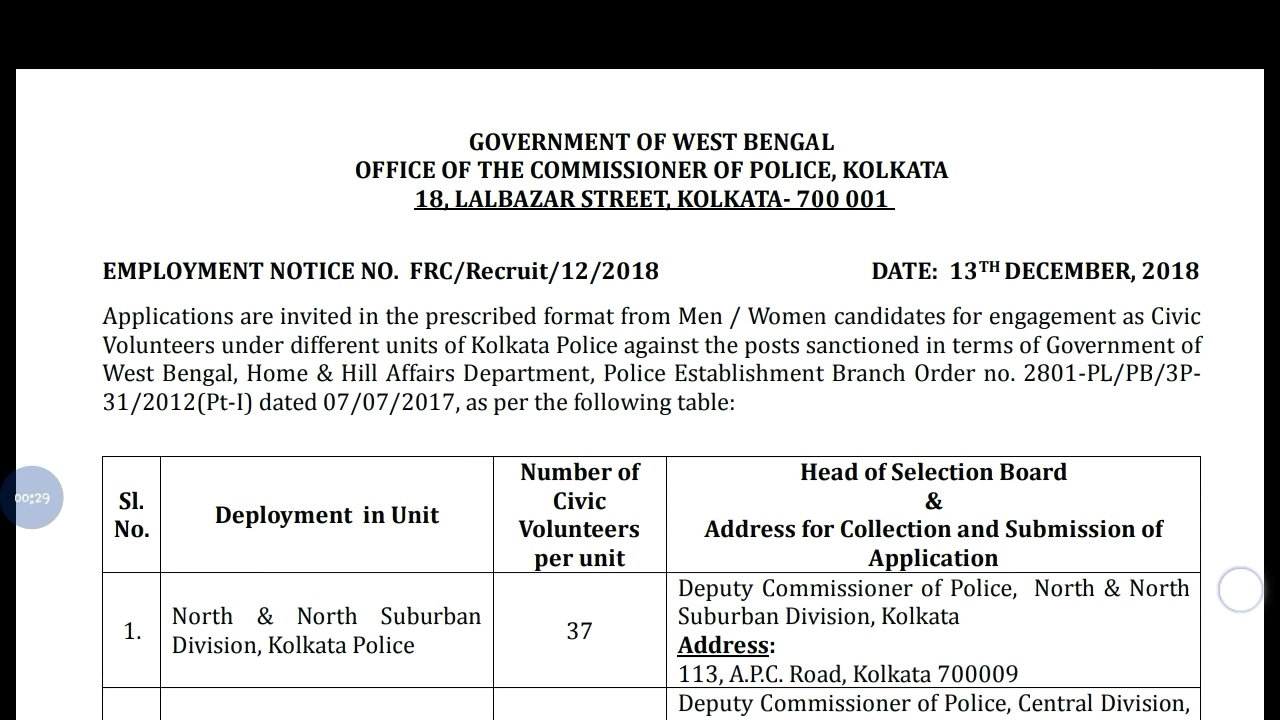 GOVERNMENT OF WEST BENGAL
OFFICE OF THE COMMISSIONER OF POLICE, KOLKATA
18, LALBAZAR STREET, KOLKATA- 700 001
EMPLOYMENT NOTICE NO. FRC/Recruit/12/2018 DATE: 13TH DECEMBER, 2018
Applications are invited in the prescribed format from Men / Women candidates for engagement as Civic
Volunteers under different units of Kolkata Police against the posts sanctioned in terms of Government of
West Bengal, Home & Hill Affairs Department, Police Establishment Branch Order no. 2801-PL/PB/3P-
31/2012(Pt-I) dated 07/07/2017, as per the following table:
Sl.
No.
Deployment in Unit
Number of
Civic
Volunteers
per unit
Head of Selection Board
&
Address for Collection and Submission of
Application
1.
North & North Suburban
Division, Kolkata Police
37
Deputy Commissioner of Police, North & North
Suburban Division, Kolkata
Address:
113, A.P.C. Road, Kolkata 700009
Deputy Commissioner of Police, Central Division,
00:29